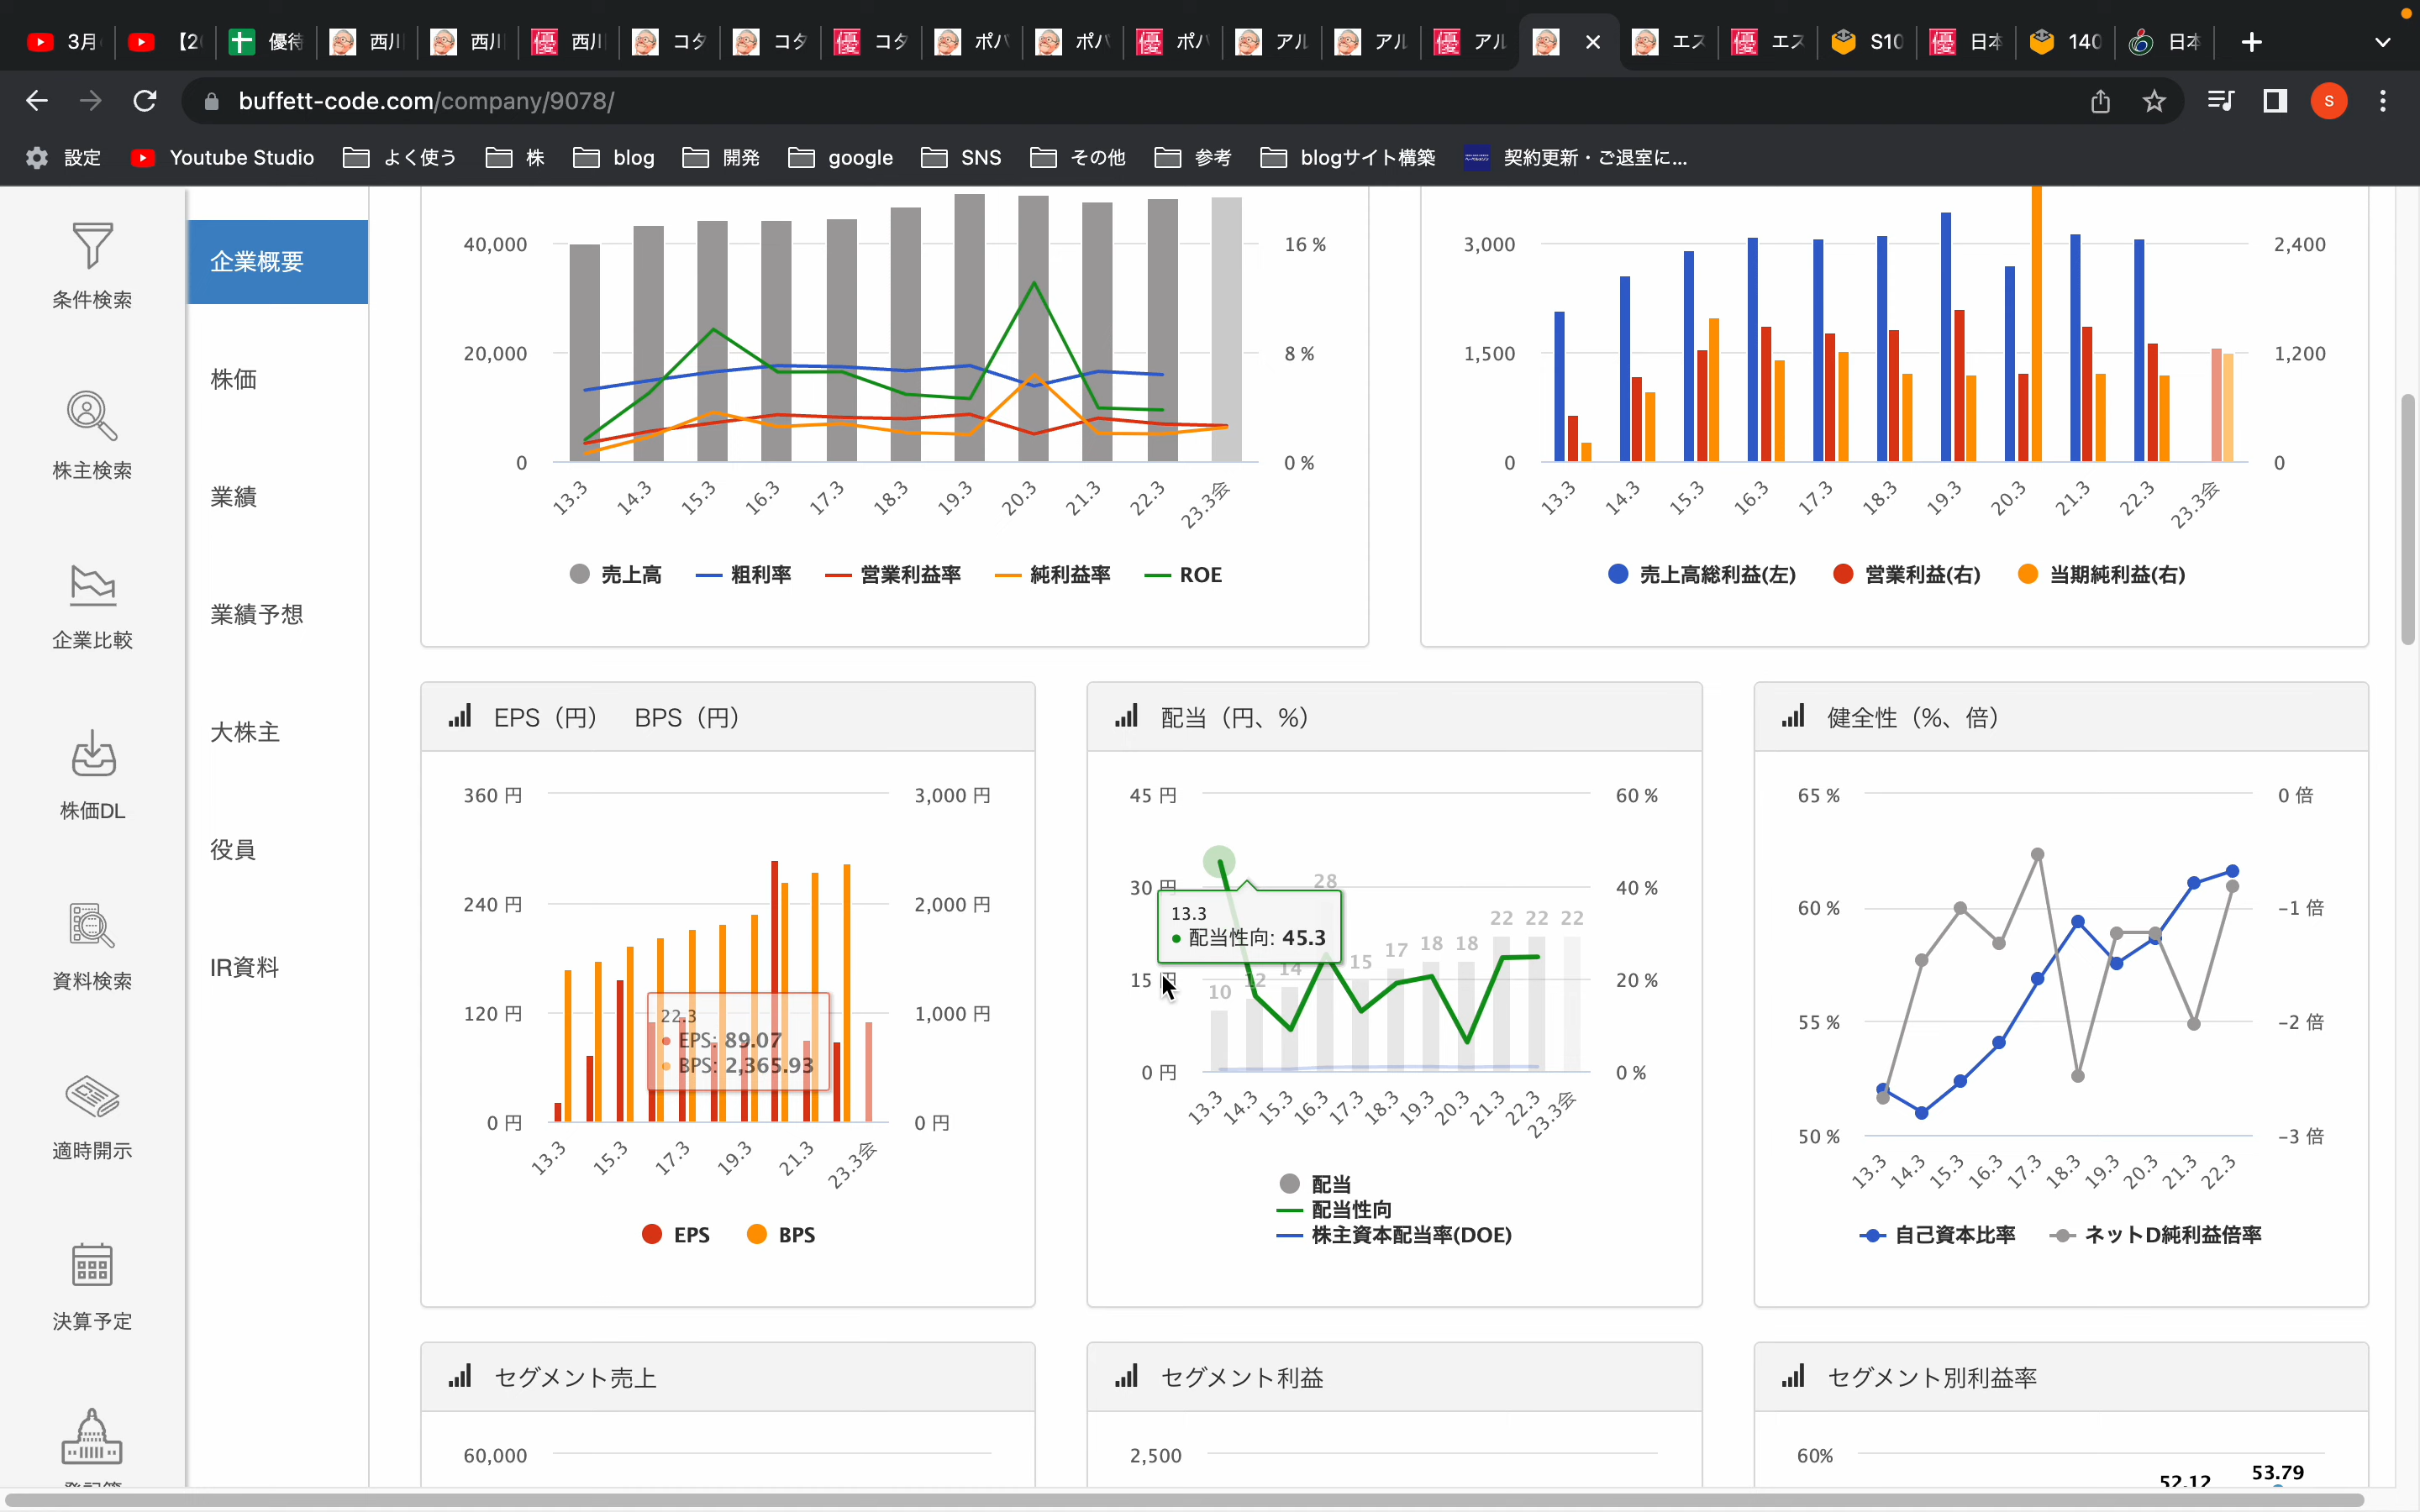 3月 【2 優待 西川 西川 西川 コタ コタ コタ ポパ ポパ ポパ アル アル アル エス エス S10 日本 140 日本
buffett-code.com/company/9078/
S
設定 Youtube Studio よく使う 株 blog 開発 google SNS その他 参考 blogサイト構築 契約更新・ご退室に...
条件検索
株主検索
企業比較
株価DL
資料検索
適時開示
決算予定
企業概要
株価
業績
業績予想
大株主
役員
IR資料
40,000 16 %
20,000 8 %
0 0 %
13.3 14.3 15.3 16.3 17.3 18.3 19.3 20.3 21.3 22.3 23.3会
売上高 粗利率 営業利益率 純利益率 ROE
3,000 2,400
1,500 1,200
0 0
13.3 14.3 15.3 16.3 17.3 18.3 19.3 20.3 21.3 22.3 23.3会
売上高総利益(左) 営業利益(右) 当期純利益(右)
EPS（円） BPS（円）
360 円 3,000 円
240 円 2,000 円
120 円 1,000 円
0 円 0 円
22.3
EPS: 89.07
BPS: 2,365.93
13.3 15.3 17.3 19.3 21.3 23.3会
EPS BPS
配当（円、%）
45 円 60 %
30 円 40 %
15 円 20 %
0 円 0 %
10 12 14 28 15 17 18 18 22 22 22
13.3
配当性向: 45.3
13.3 14.3 15.3 16.3 17.3 18.3 19.3 20.3 21.3 22.3 23.3会
配当
配当性向
株主資本配当率(DOE)
健全性（%、倍）
65 % 0 倍
60 % −1 倍
55 % −2 倍
50 % −3 倍
13.3 14.3 15.3 16.3 17.3 18.3 19.3 20.3 21.3 22.3
自己資本比率 ネットD純利益倍率
セグメント売上
60,000
セグメント利益
2,500
セグメント別利益率
60%
52.12 53.79